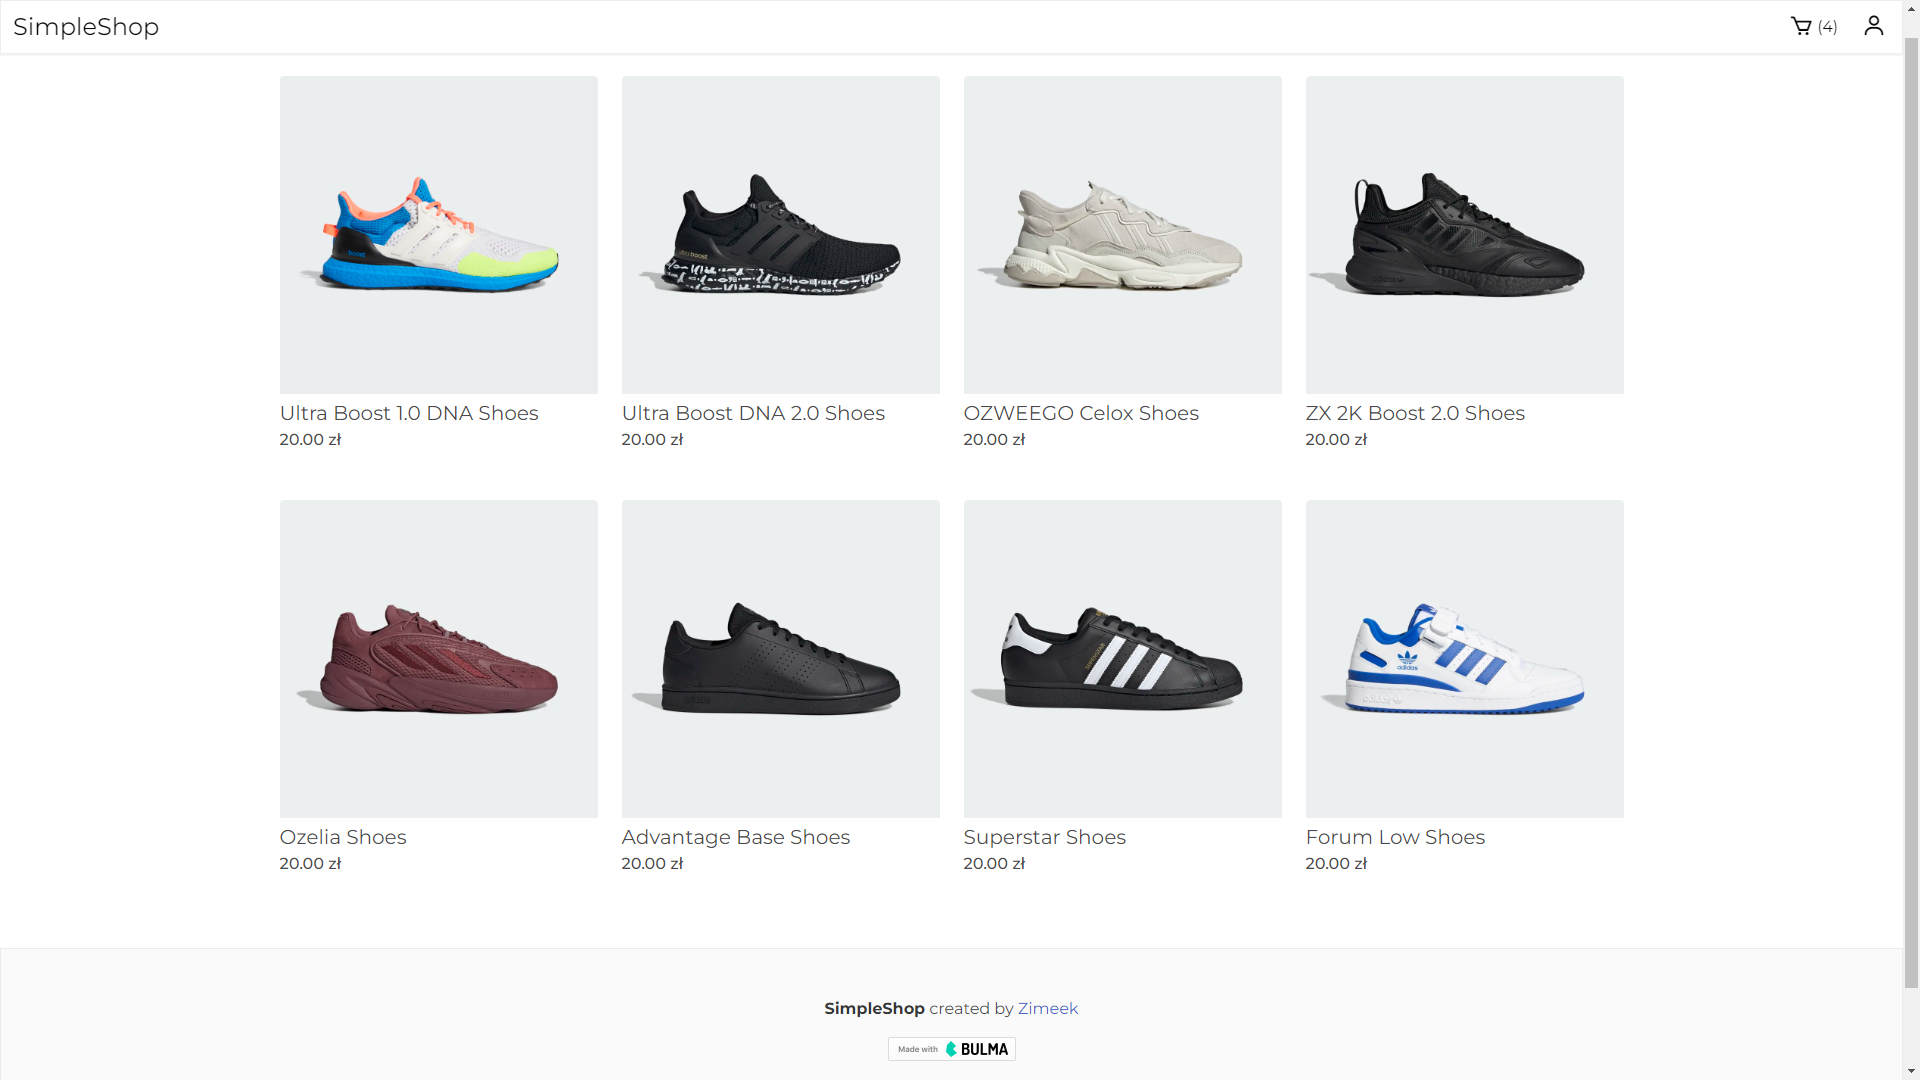 SimpleShop
(4)
Ultra Boost 1.0 DNA Shoes
20.00 zł
Ultra Boost DNA 2.0 Shoes
20.00 zł
OZWEEGO Celox Shoes
20.00 zł
ZX 2K Boost 2.0 Shoes
20.00 zł
Ozelia Shoes
20.00 zł
Advantage Base Shoes
20.00 zł
Superstar Shoes
20.00 zł
adidas
Forum Low Shoes
20.00 zł
SimpleShop created by Zimeek
Made with BULMA